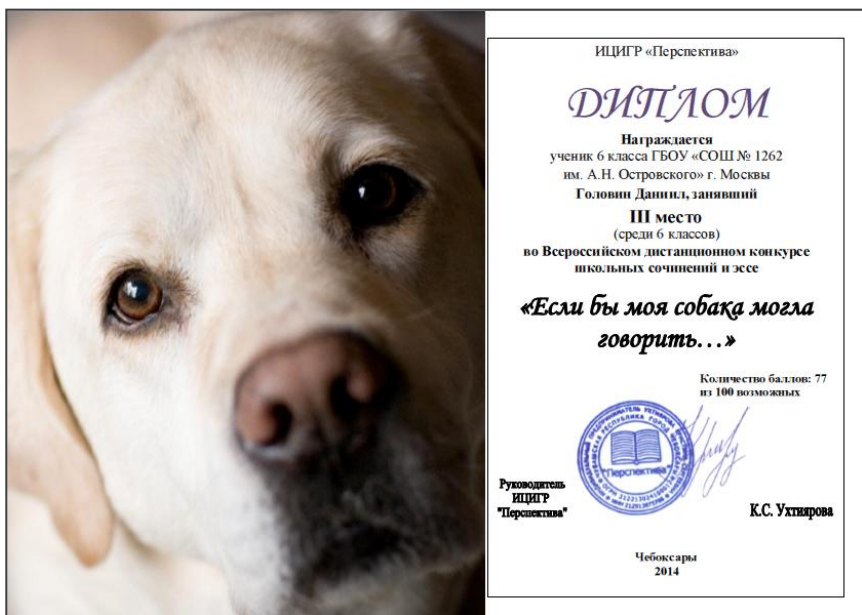 ИЦИГР «Перспектива»
ДИПЛОМ
Награждается
ученик 6 класса ГБОУ «СОШ № 1262
им. А.Н. Островского» г. Москвы
Головин Даниил, занявший
III место
(среди 6 классов)
во Всероссийском дистанционном конкурсе
школьных сочинений и эссе
«Если бы моя собака могла
говорить…»
Количество баллов: 77
из 100 возможных
"Перспектива"
Руководитель
ИЦИГР
"Перспектива"
К.С. Ухтиярова
Чебоксары
2014